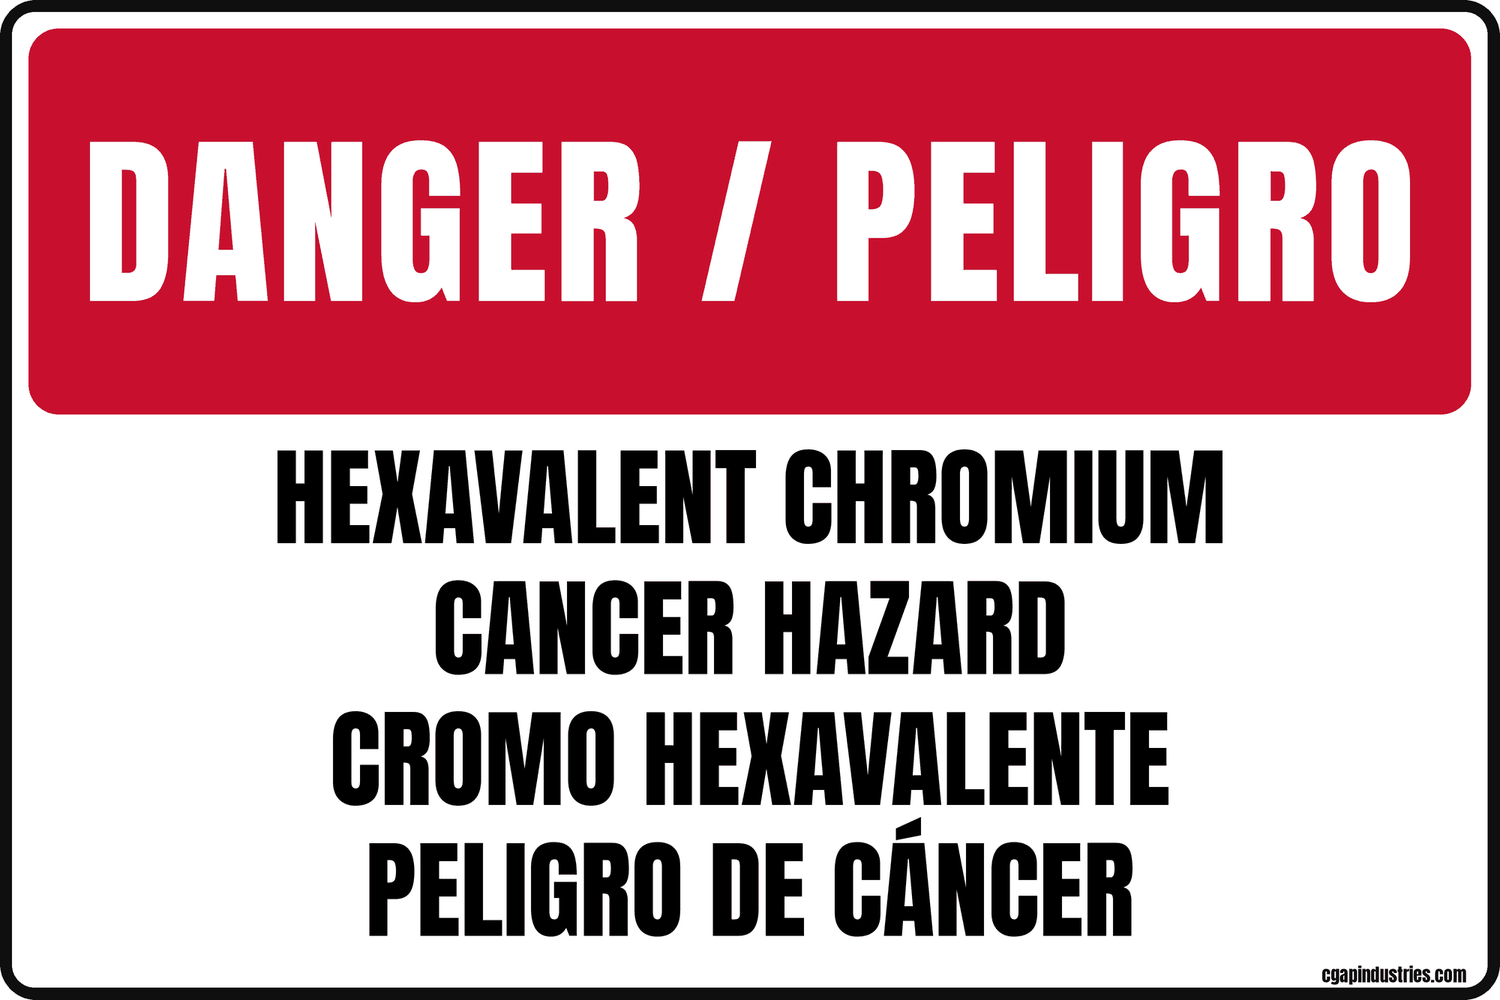 DANGER / PELIGRO
HEXAVALENT CHROMIUM
CANCER HAZARD
CROMO HEXAVALENTE
PELIGRO DE CÁNCER
cgapindustries.com